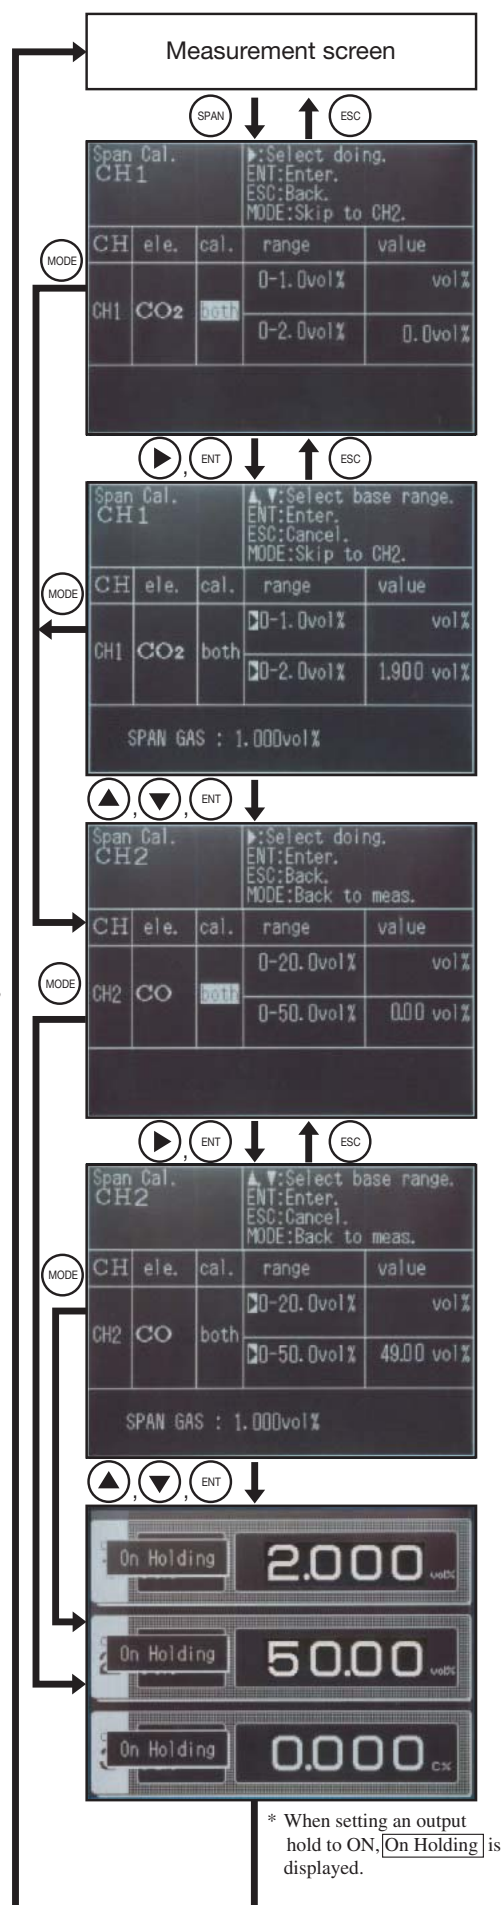 Measurement screen
SPAN
ESC
Span Cal.
CH1
▶:Select doing.
ENT:Enter.
ESC:Back.
MODE:Skip to CH2.
MODE
CH ele. cal. range value
0-1.0vol% vol%
CH1 CO2 both
0-2.0vol% 0.0vol%
▶, ENT
ESC
Span Cal.
CH1
▲,▼:Select base range.
ENT:Enter.
ESC:Cancel.
MODE:Skip to CH2.
MODE
CH ele. cal. range value
▶0-1.0vol% vol%
CH1 CO2 both
▶0-2.0vol% 1.900 vol%
SPAN GAS : 1.000vol%
▲, ▼, ENT
Span Cal.
CH2
▶:Select doing.
ENT:Enter.
ESC:Back.
MODE:Back to meas.
CH ele. cal. range value
MODE
0-20.0vol% vol%
CH2 CO both
0-50.0vol% 0.00 vol%
▶, ENT
ESC
Span Cal.
CH2
▲,▼:Select base range.
ENT:Enter.
ESC:Cancel.
MODE:Back to meas.
MODE
CH ele. cal. range value
▶0-20.0vol% vol%
CH2 CO both
▶0-50.0vol% 49.00 vol%
SPAN GAS : 1.000vol%
▲, ▼, ENT
On Holding 2.000 vol%
On Holding 50.00 vol%
On Holding 0.000 C%
* When setting an output
hold to ON, On Holding is
displayed.